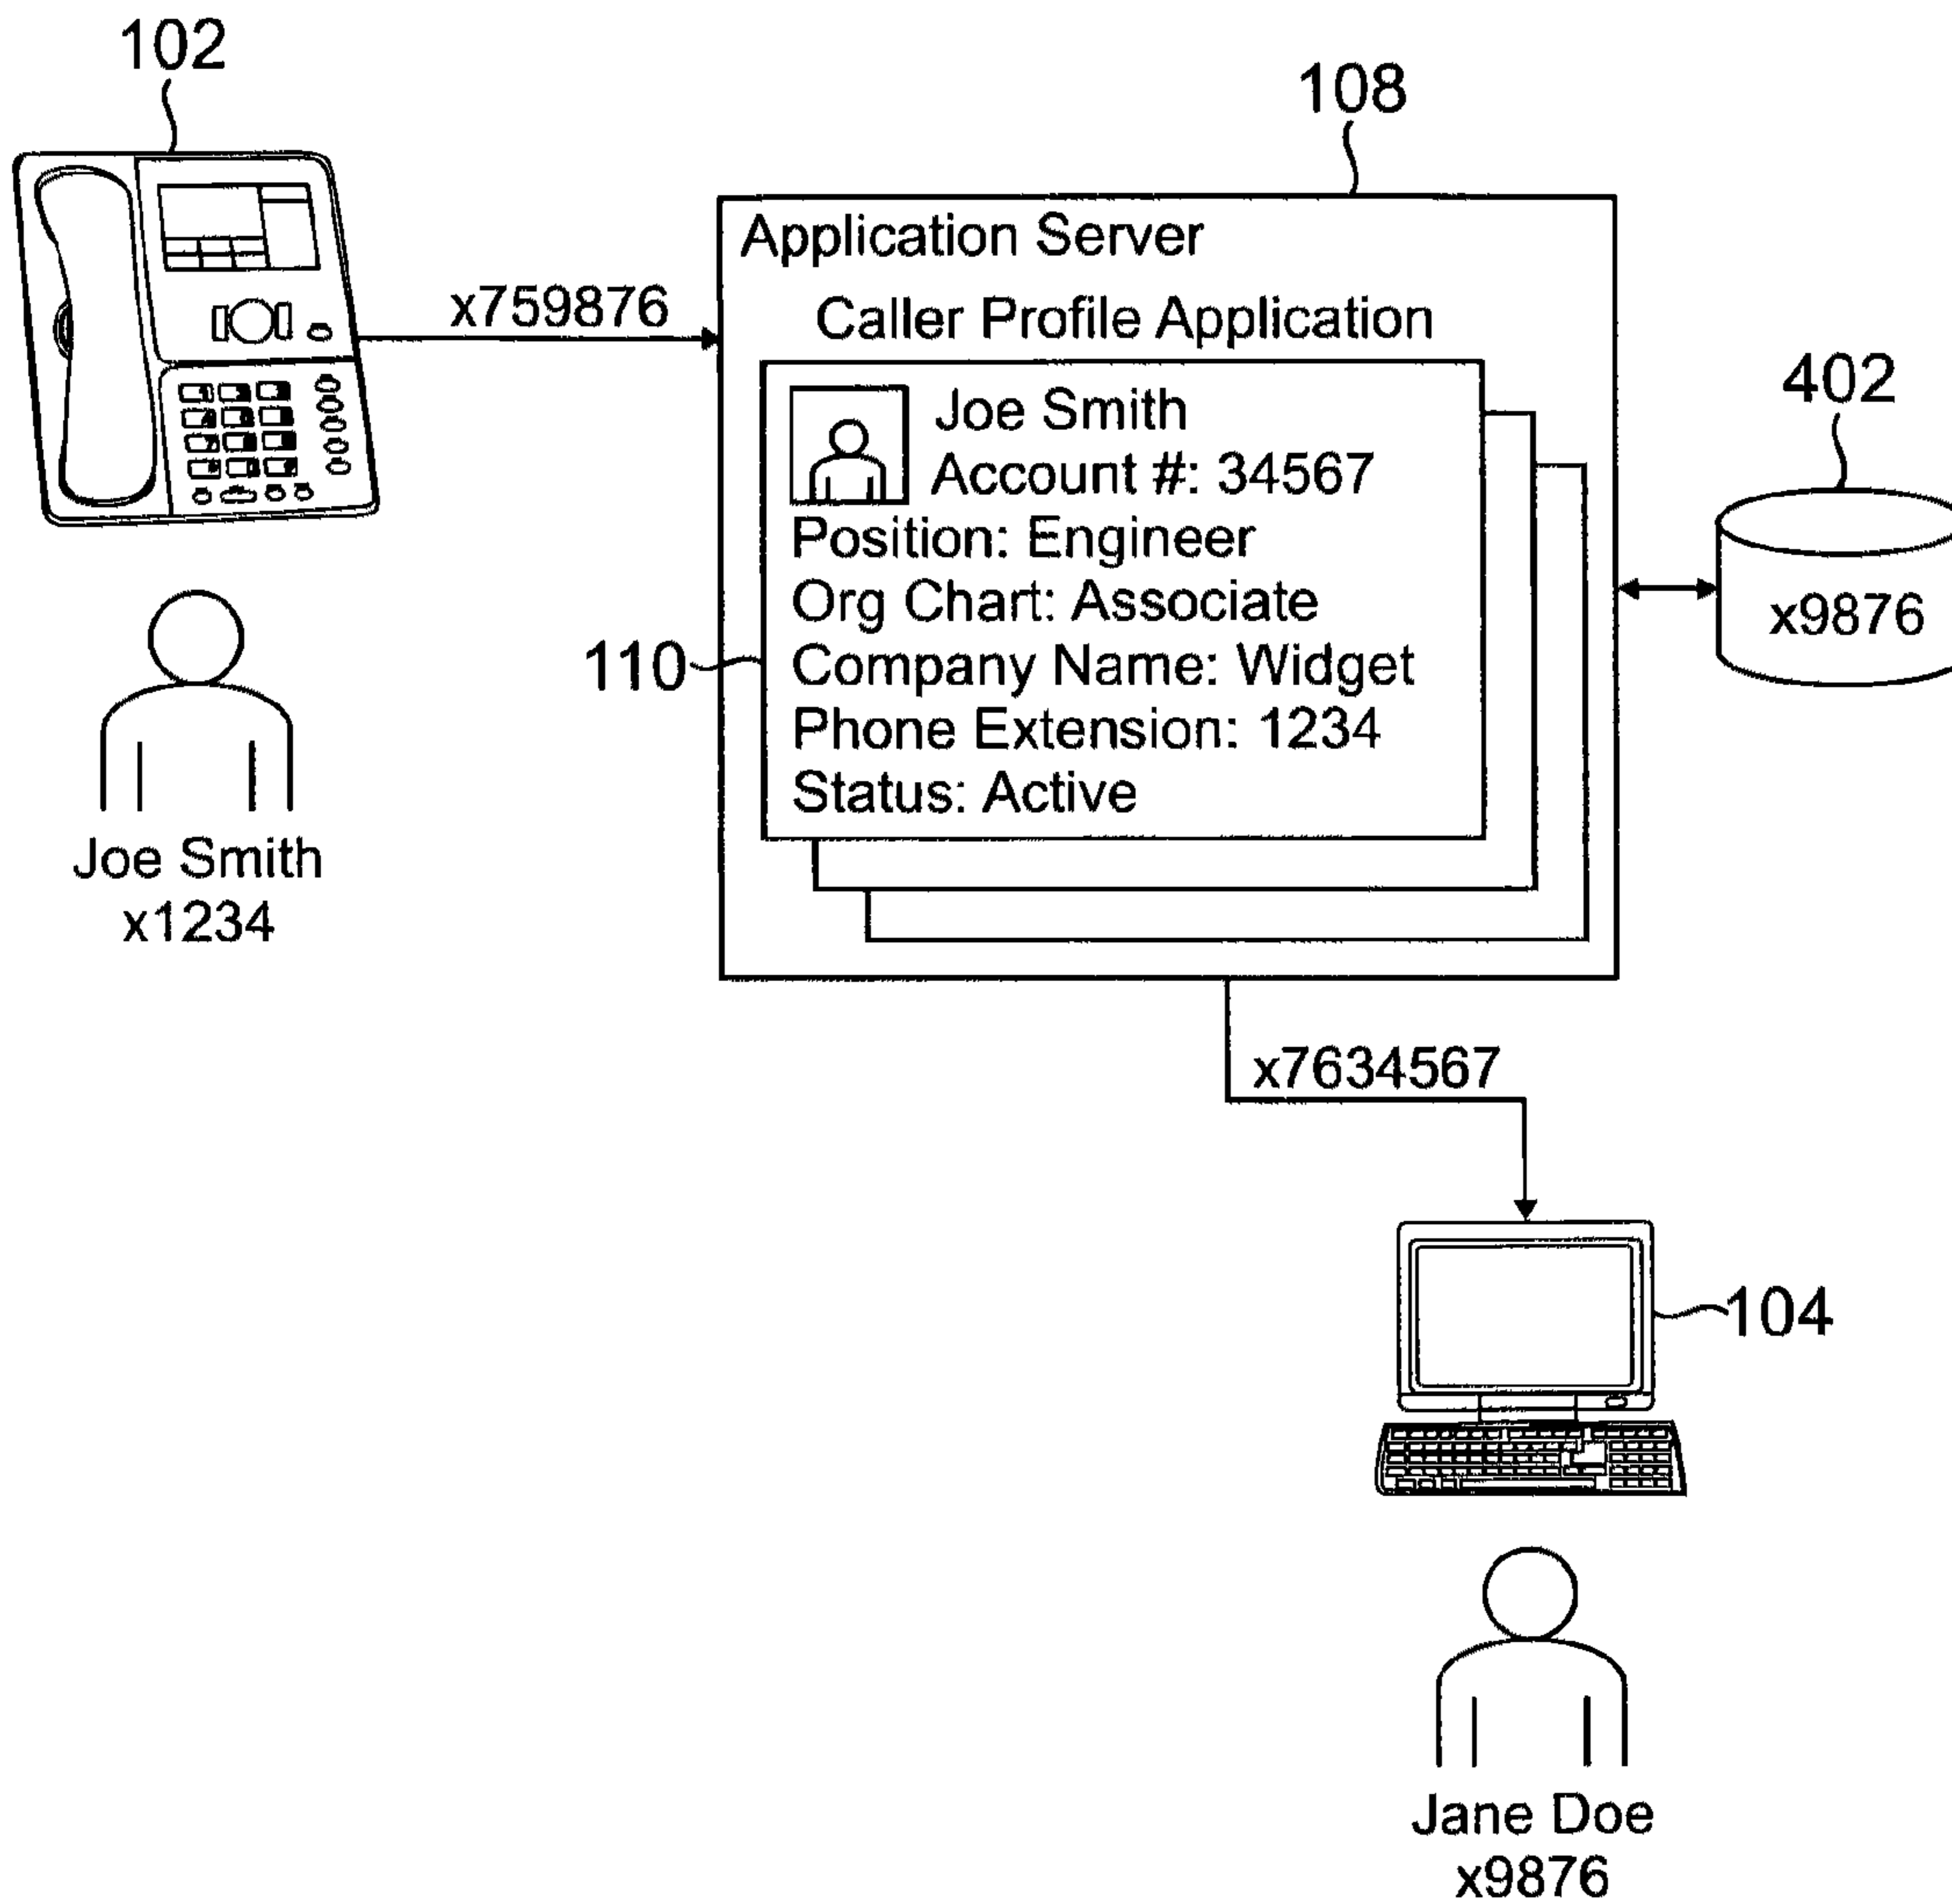 102
108
Application Server
x759876
Caller Profile Application
Joe Smith
Account #: 34567
402
Position: Engineer
Org Chart: Associate
x9876
110
Company Name: Widget
Phone Extension: 1234
Status: Active
Joe Smith
x1234
x7634567
104
Jane Doe
x9876